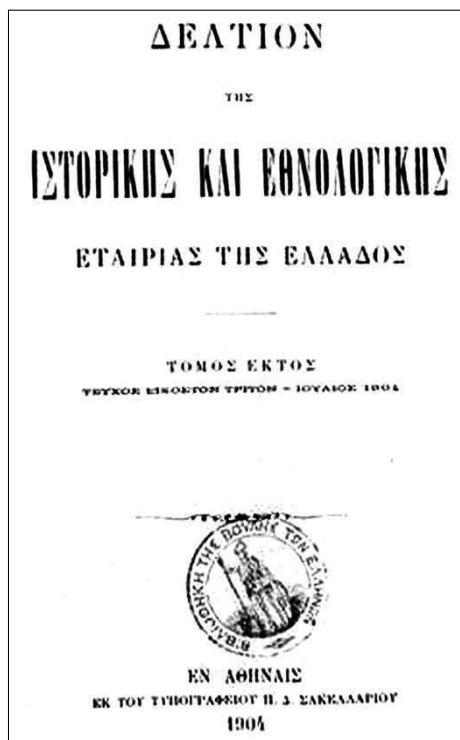 ΔΕΛΤΙΟΝ
ΤΗΣ
ΙΣΤΟΡΙΚΗΣ ΚΑΙ ΕΘΝΟΛΟΓΙΚΗΣ
ΕΤΑΙΡΙΑΣ ΤΗΣ ΕΛΛΑΔΟΣ
ΤΟΜΟΣ ΕΚΤΟΣ
ΤΕΥΧΟΣ ΕΙΚΟΣΤΟΝ ΤΡΙΤΟΝ - ΙΟΥΛΙΟΣ 1904
ΒΙΒΛΙΟΘΗΚΗ ΤΗΣ ΒΟΥΛΗΣ ΤΩΝ ΕΛΛΗΝΩΝ
ΕΝ ΑΘΗΝΑΙΣ
ΕΚ ΤΟΥ ΤΥΠΟΓΡΑΦΕΙΟΥ Π. Δ. ΣΑΚΕΛΛΑΡΙΟΥ
1904